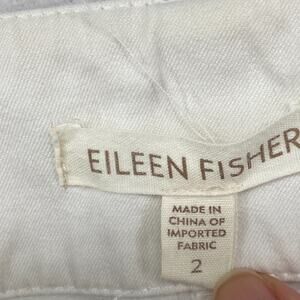 EILEEN FISHER
MADE IN
CHINA OF
IMPORTED
FABRIC
2